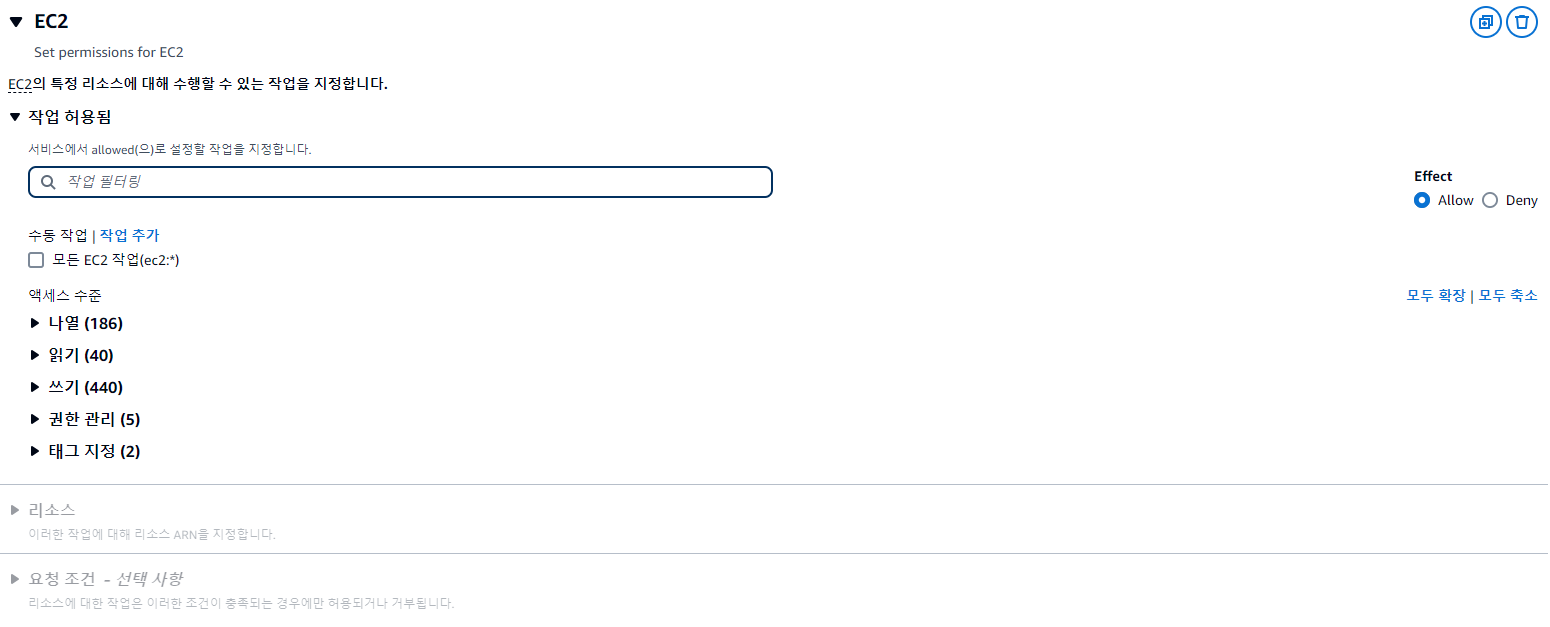 EC2
Set permissions for EC2
EC2의 특정 리소스에 대해 수행할 수 있는 작업을 지정합니다.
작업 허용됨
서비스에서 allowed(으)로 설정할 작업을 지정합니다.
작업 필터링
Effect
Allow Deny
수동 작업 | 작업 추가
모든 EC2 작업(ec2:*)
액세스 수준
모두 확장 | 모두 축소
나열 (186)
읽기 (40)
쓰기 (440)
권한 관리 (5)
태그 지정 (2)
리소스
이러한 작업에 대해 리소스 ARN을 지정합니다.
요청 조건 - 선택 사항
리소스에 대한 작업은 이러한 조건이 충족되는 경우에만 허용되거나 거부됩니다.